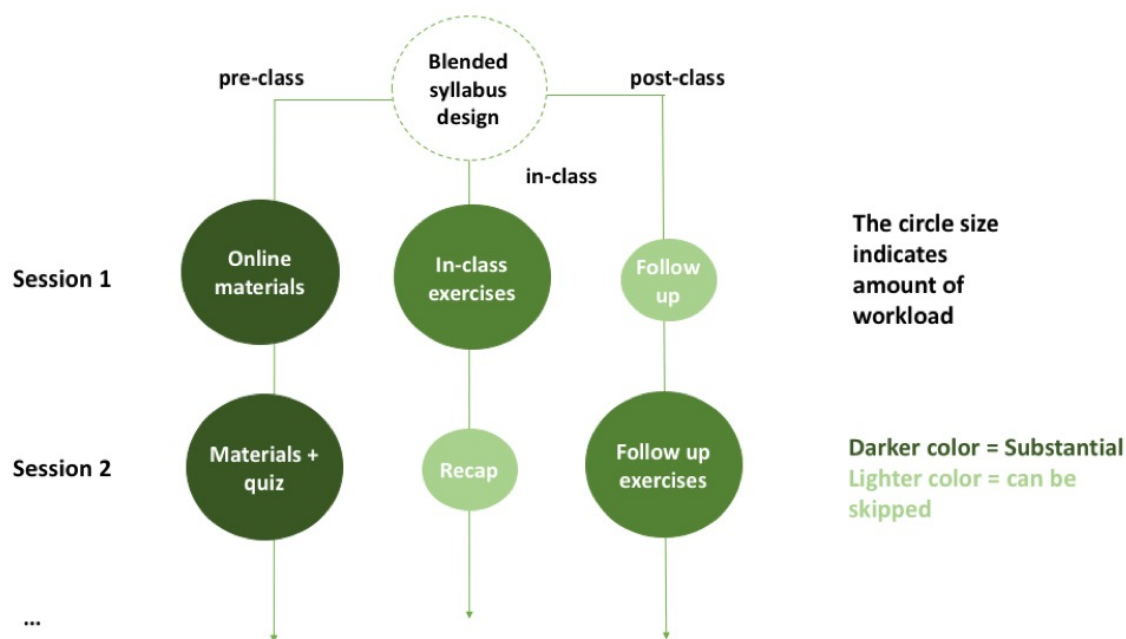 Blended
syllabus
design
pre-class
post-class
in-class
Session 1
Online
materials
In-class
exercises
Follow
up
The circle size
indicates
amount of
workload
Session 2
Materials +
quiz
Recap
Follow up
exercises
Darker color = Substantial
Lighter color = can be
skipped
...